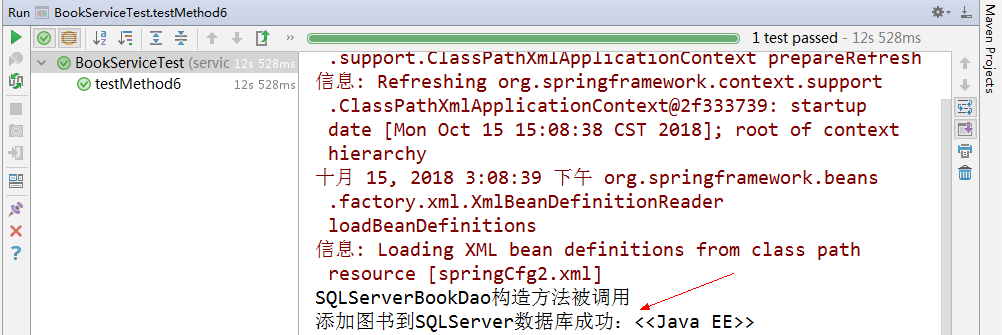 Run BookServiceTest.testMethod6
1 test passed - 12s 528ms
BookServiceTest (servic 12s 528ms
testMethod6 12s 528ms
.support.ClassPathXmlApplicationContext prepareRefresh
信息: Refreshing org.springframework.context.support
.ClassPathXmlApplicationContext@2f333739: startup
date [Mon Oct 15 15:08:38 CST 2018]; root of context
hierarchy
十月 15, 2018 3:08:39 下午 org.springframework.beans
.factory.xml.XmlBeanDefinitionReader
loadBeanDefinitions
信息: Loading XML bean definitions from class path
resource [springCfg2.xml]
SQLServerBookDao构造方法被调用
添加图书到SQLServer数据库成功：<<Java EE>>
Maven Projects